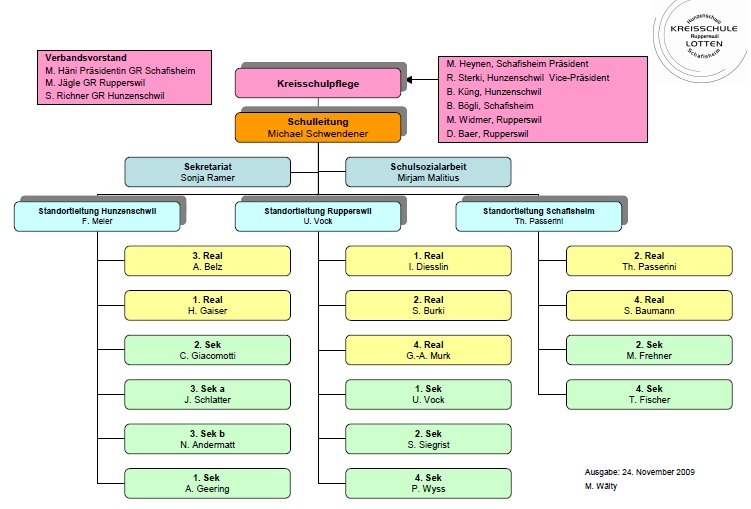 Hunzenschwil
KREISSCHULE
Rupperswil
LOTTEN
Schafisheim
Verbandsvorstand
M. Häni Präsidentin GR Schafisheim
M. Jägle GR Rupperswil
S. Richner GR Hunzenschwil
Kreisschulpflege
M. Heynen, Schafisheim Präsident
R. Sterki, Hunzenschwil Vice-Präsident
B. Küng, Hunzenschwil
B. Bögli, Schafisheim
M. Widmer, Rupperswil
D. Baer, Rupperswil
Schulleitung
Michael Schwendener
Sekretariat
Sonja Ramer
Schulsozialarbeit
Mirjam Malitius
Standortleitung Hunzenschwil
F. Meier
Standortleitung Rupperswil
U. Vock
Standortleitung Schafisheim
Th. Passerini
3. Real
A. Belz
1. Real
H. Gaiser
2. Sek
C. Giacomotti
3. Sek a
J. Schlatter
3. Sek b
N. Andermatt
1. Sek
A. Geering
1. Real
I. Diesslin
2. Real
S. Burki
4. Real
G.-A. Murk
1. Sek
U. Vock
2. Sek
S. Siegrist
4. Sek
P. Wyss
2. Real
Th. Passerini
4. Real
S. Baumann
2. Sek
M. Frehner
4. Sek
T. Fischer
Ausgabe: 24. November 2009
M. Wälty